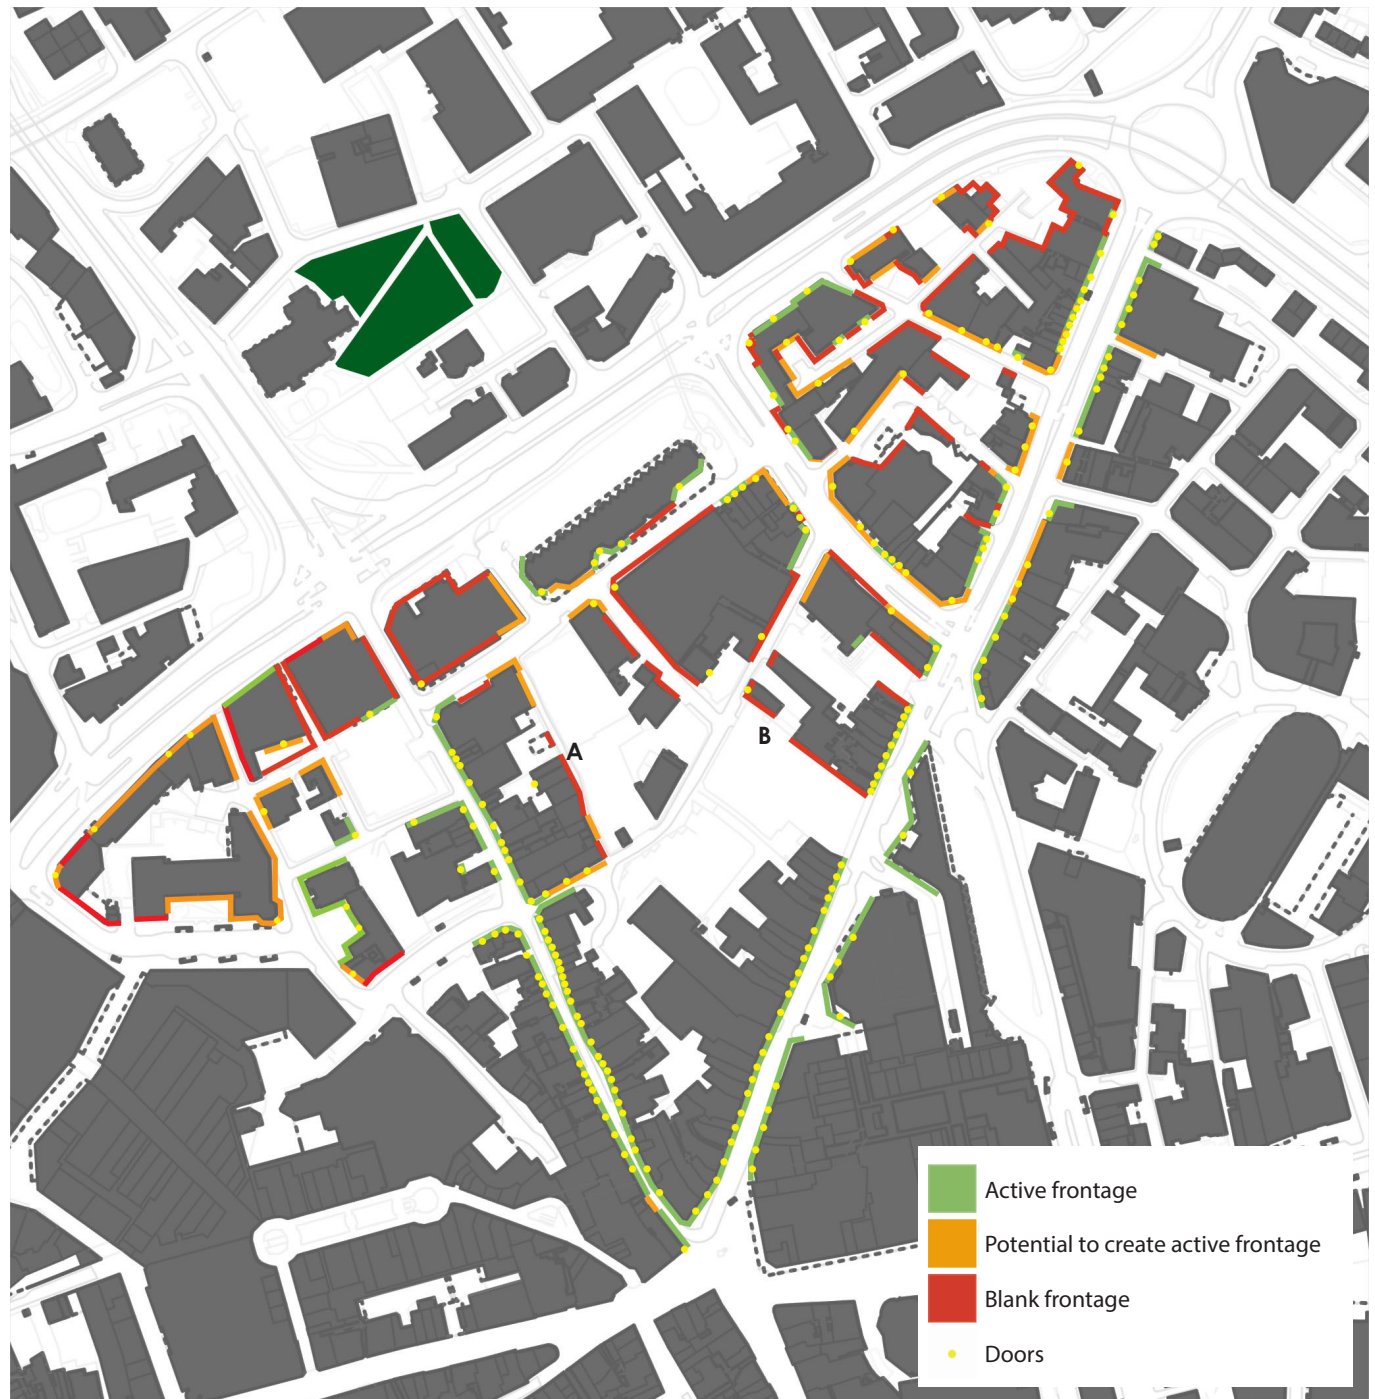 A
B
Active frontage
Potential to create active frontage
Blank frontage
Doors